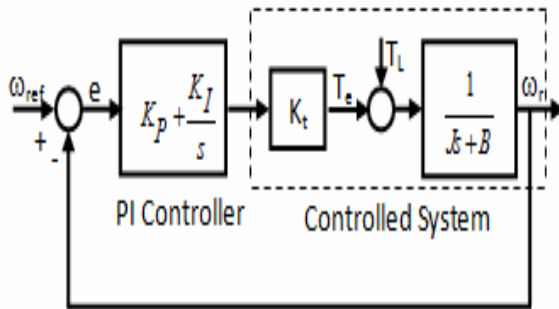 ω_ref
+
-
e
K_P + K_I / s
PI Controller
K_t
T_e
T_L
1 / Js+B
ω_r
Controlled System